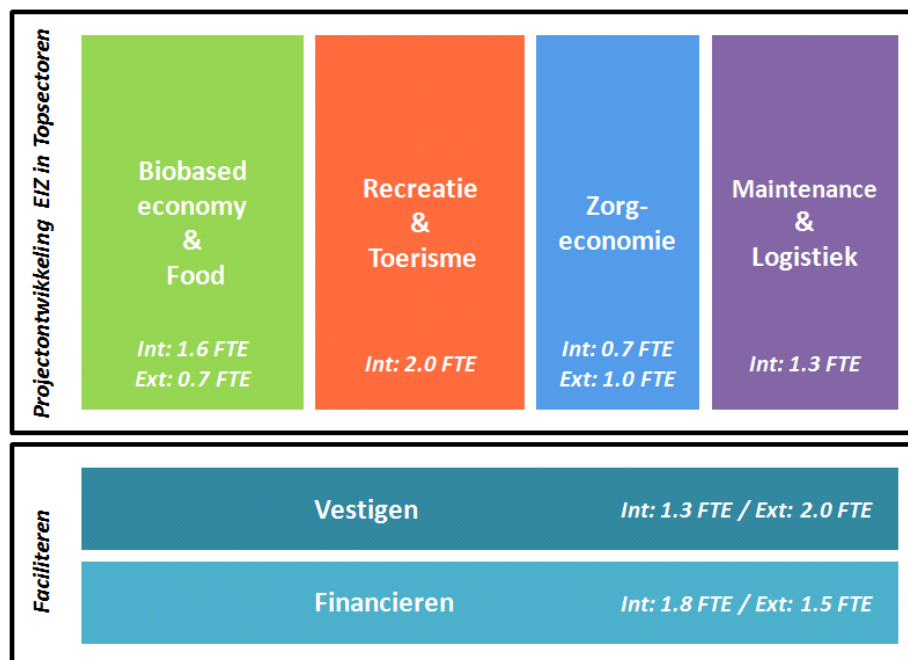 Projectontwikkeling EIZ in Topsectoren
Biobased
economy
&
Food
Int: 1.6 FTE
Ext: 0.7 FTE
Recreatie
&
Toerisme
Int: 2.0 FTE
Zorg-
economie
Int: 0.7 FTE
Ext: 1.0 FTE
Maintenance
&
Logistiek
Int: 1.3 FTE
Faciliteren
Vestigen
Int: 1.3 FTE / Ext: 2.0 FTE
Financieren
Int: 1.8 FTE / Ext: 1.5 FTE